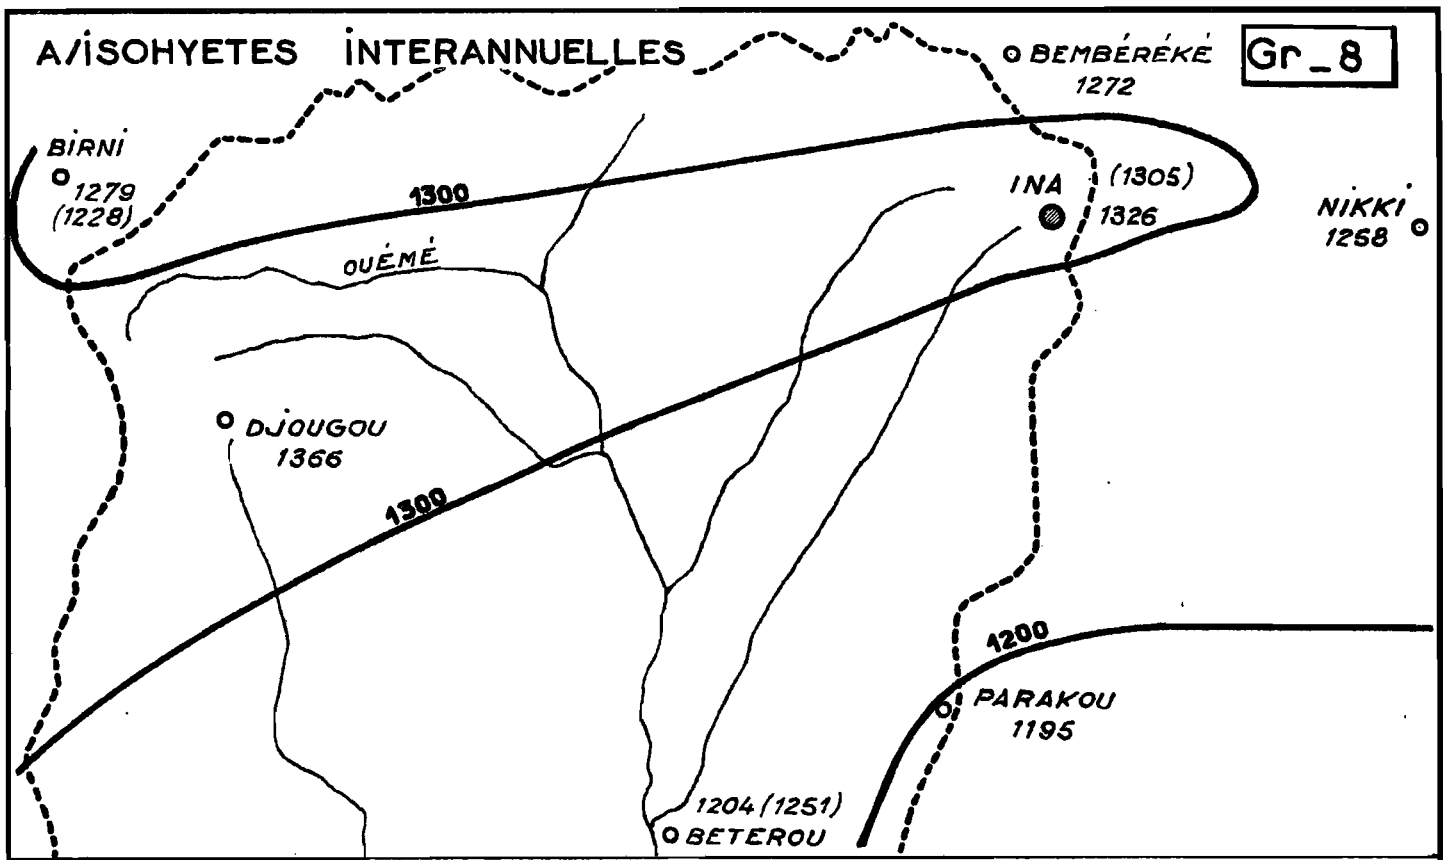 A/ISOHYETES INTERANNUELLES
Gr_8
BEMBÉRÉKÉ
1272
BIRNI
1279
(1228)
1300
INA
(1305)
1326
NIKKI
1258
OUÉMÉ
DJOUGOU
1366
1300
1200
PARAKOU
1195
1204 (1251)
BETEROU